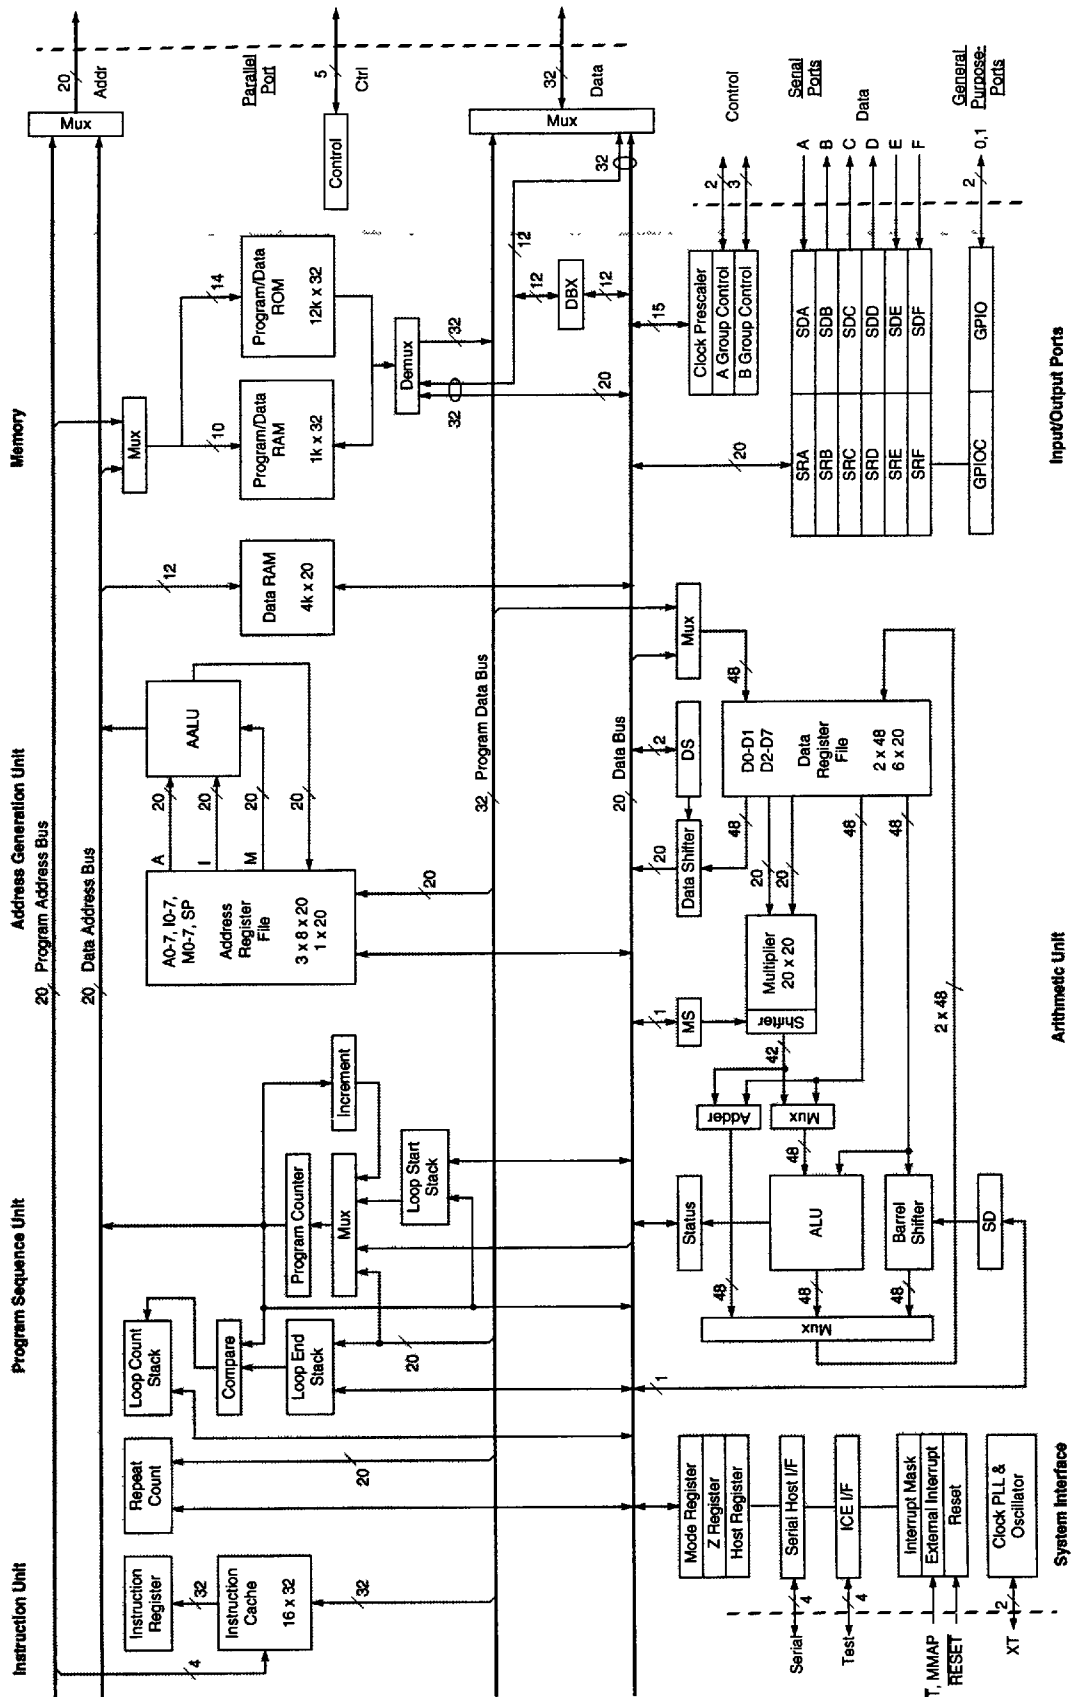 Instruction Unit
Program Sequence Unit
Address Generation Unit
Memory
20 Program Address Bus
20 Data Address Bus
4
Instruction
Register
32
Instruction
Cache
16 x 32
32
Repeat
Count
20
Loop Count
Stack
Compare
Loop End
Stack
20
Program Counter
Mux
Increment
Loop Start
Stack
A0-7, I0-7,
M0-7, SP
Address
Register
File
3 x 8 x 20
1 x 20
A
I
M
20
20
20
20
AALU
20
12
Data RAM
4k x 20
Mux
10
14
Program/Data
RAM
1k x 32
Program/Data
ROM
12k x 32
Demux
32
32
20
12
12
DBX
12
32
Mux
20
Addr
Parallel
Port
Control
5
Ctrl
Mux
32
Data
32 Program Data Bus
20 Data Bus
Mode Register
Z Register
Host Register
Serial Host I/F
ICE I/F
Interrupt Mask
External Interrupt
Reset
Clock PLL &
Oscillator
Serial
4
Test
4
T, MMAP
RESET
XT
2
System Interface
1
Status
48
Mux
48
48
ALU
Barrel
Shifter
SD
Adder
Mux
48
42
MS
1
Shifter
Multiplier
20 x 20
20
20
Data Shifter
20
48
DS
2
48
48
2 x 48
D0-D1
D2-D7
Data
Register
File
2 x 48
6 x 20
48
Mux
Arithmetic Unit
20
15
Clock Prescaler
A Group Control
B Group Control
2
3
Control
Serial
Ports
Data
SRA SDA A
SRB SDB B
SRC SDC C
SRD SDD D
SRE SDE E
SRF SDF F
GPIOC GPIO
2
0,1
General
Purpose-
Ports
Input/Output Ports